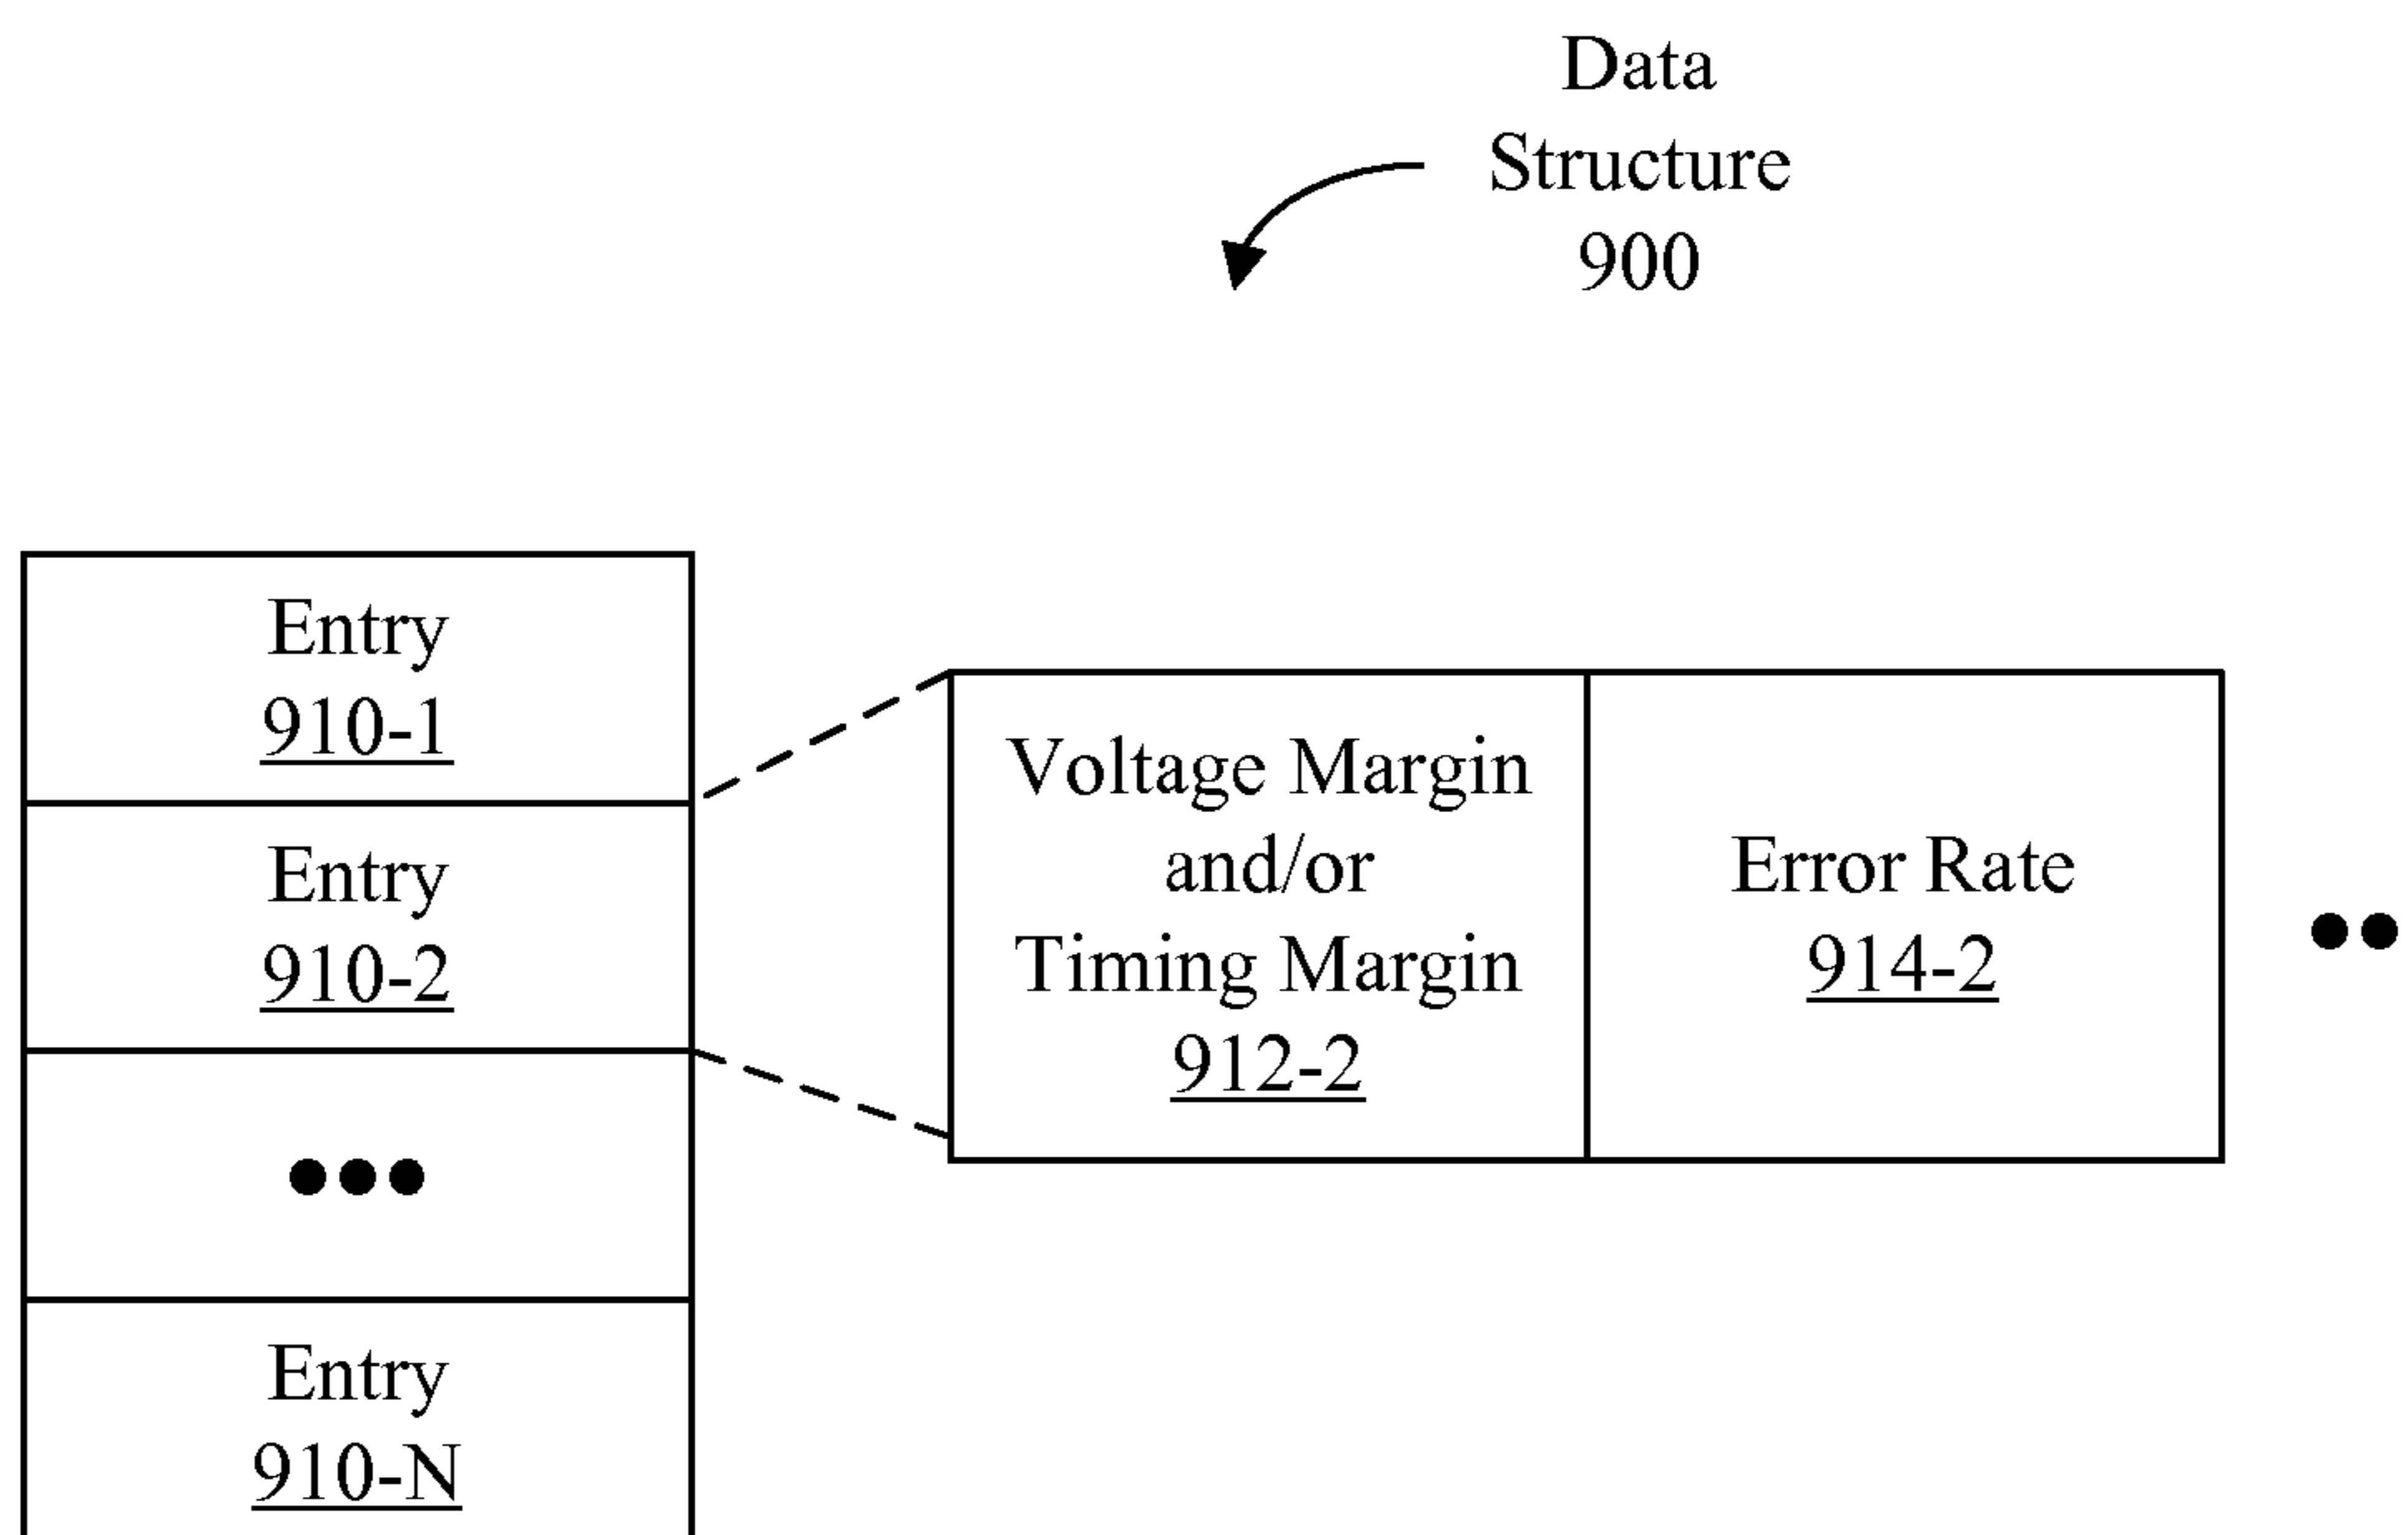 Data
Structure
900
Entry
910-1
Entry
910-2
Entry
910-N
Voltage Margin
and/or
Timing Margin
912-2
Error Rate
914-2